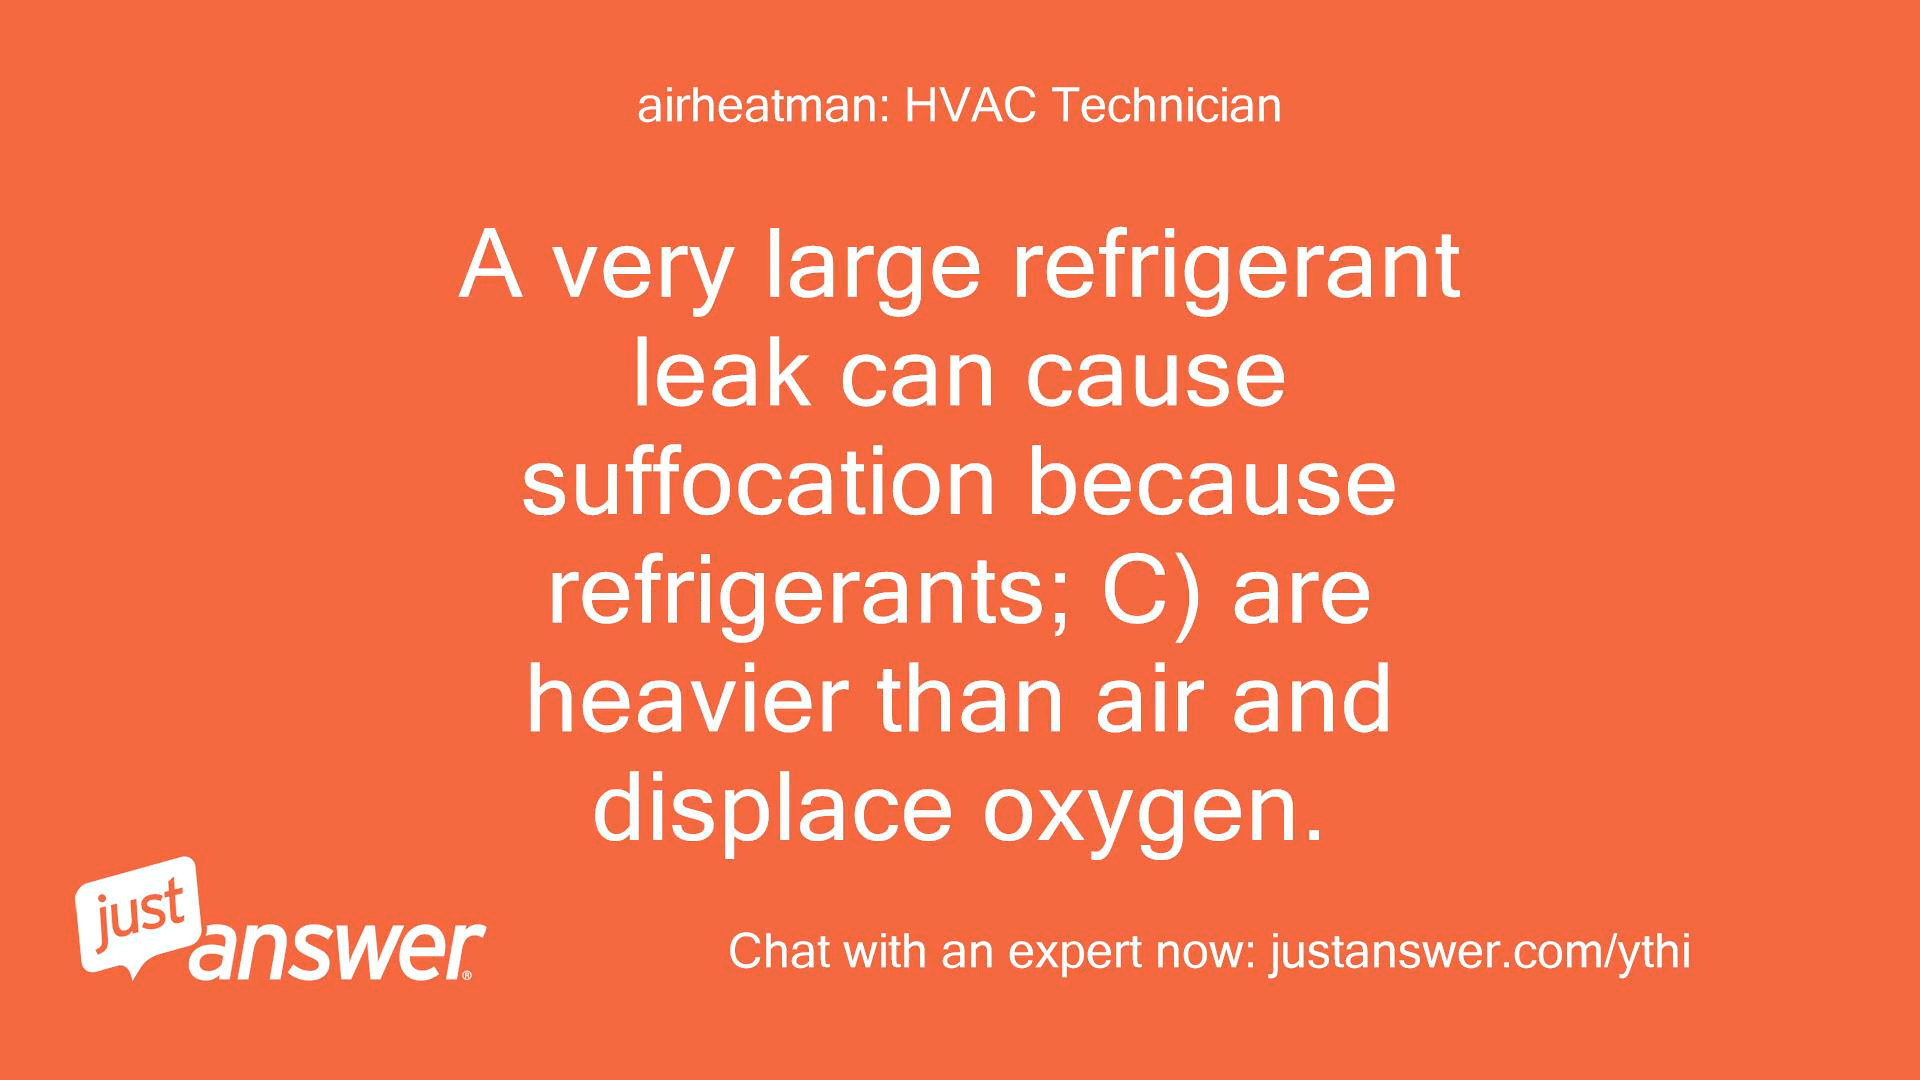 airheatman: HVAC Technician
A very large refrigerant
leak can cause
suffocation because
refrigerants; C) are
heavier than air and
displace oxygen.
just
answer®
Chat with an expert now: justanswer.com/ythi